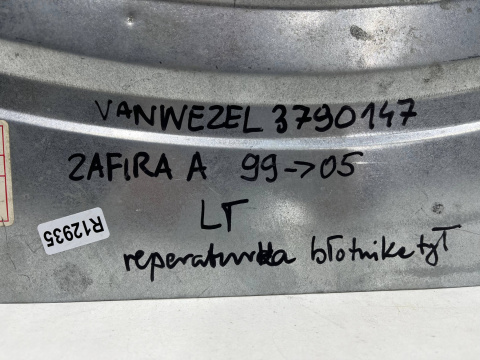 VANWEZEL 3790147
ZAFIRA A 99->05
LT
R12935
reperaturka błotnika tył